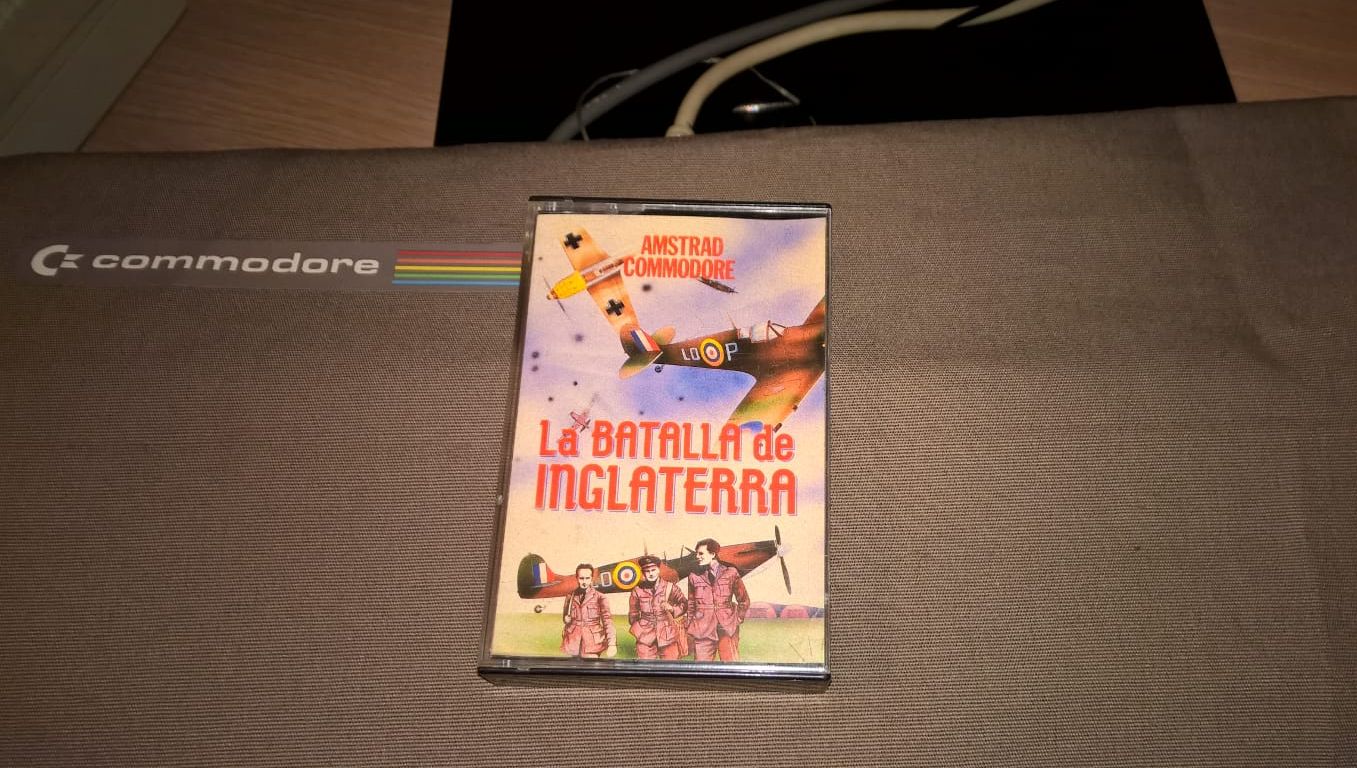 commodore
AMSTRAD
COMMODORE
LO P
La BATALLA de
INGLATERRA